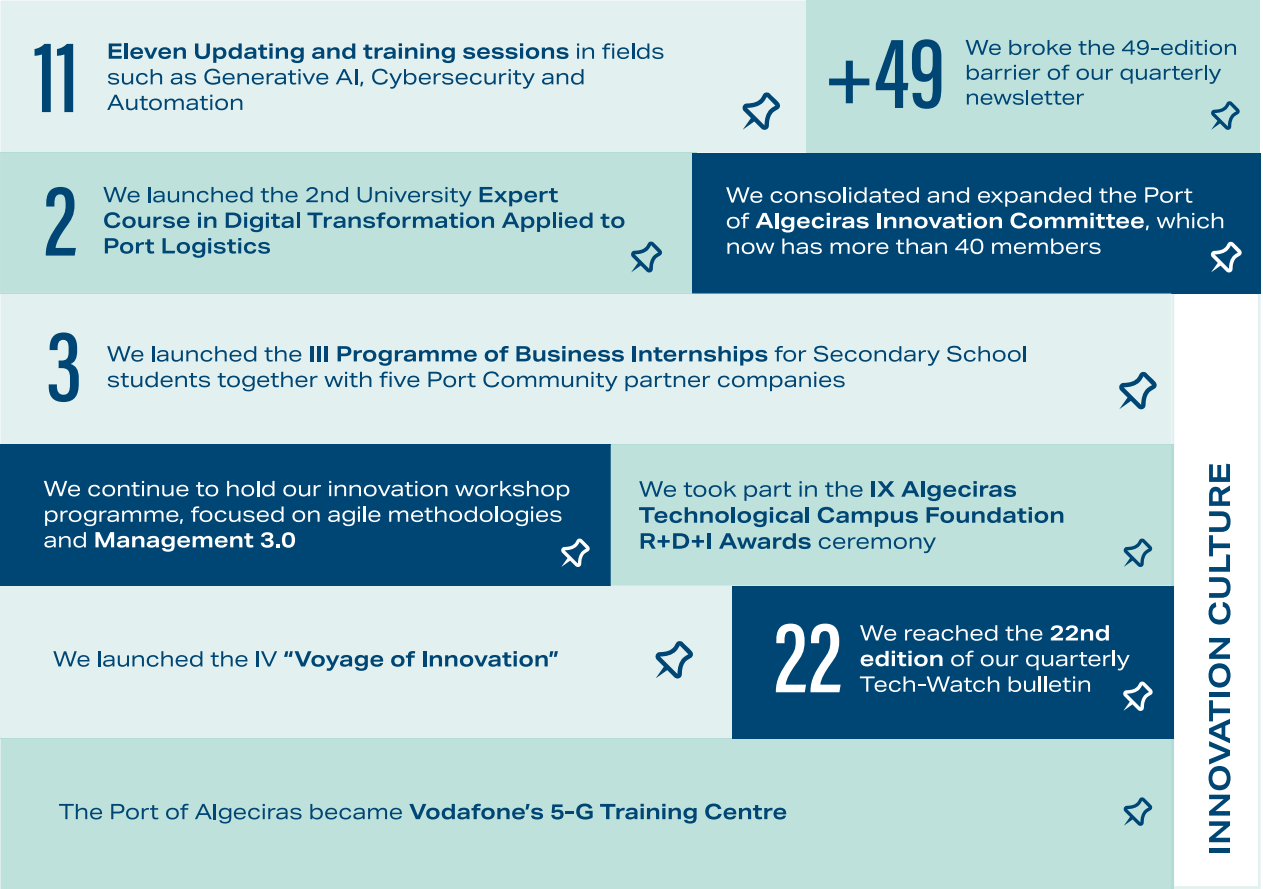 11
Eleven Updating and training sessions in fields
such as Generative AI, Cybersecurity and
Automation
+49
We broke the 49-edition
barrier of our quarterly
newsletter
2
We launched the 2nd University Expert
Course in Digital Transformation Applied to
Port Logistics
We consolidated and expanded the Port
of Algeciras Innovation Committee, which
now has more than 40 members
3
We launched the III Programme of Business Internships for Secondary School
students together with five Port Community partner companies
We continue to hold our innovation workshop
programme, focused on agile methodologies
and Management 3.0
We took part in the IX Algeciras
Technological Campus Foundation
R+D+I Awards ceremony
We launched the IV “Voyage of Innovation”
22
We reached the 22nd
edition of our quarterly
Tech-Watch bulletin
The Port of Algeciras became Vodafone’s 5-G Training Centre
INNOVATION CULTURE